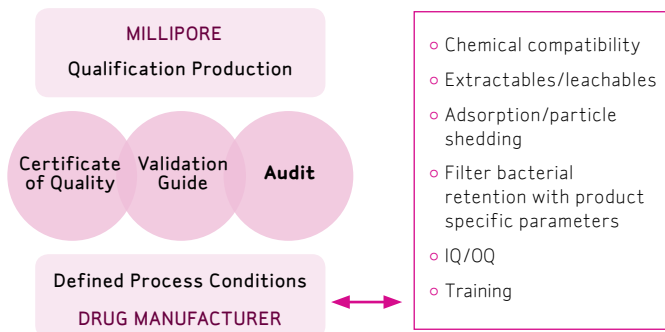 MILLIPORE
Qualification Production
Certificate
of Quality
Validation
Guide
Audit
Defined Process Conditions
DRUG MANUFACTURER
Chemical compatibility
Extractables/leachables
Adsorption/particle
shedding
Filter bacterial
retention with product
specific parameters
IQ/OQ
Training